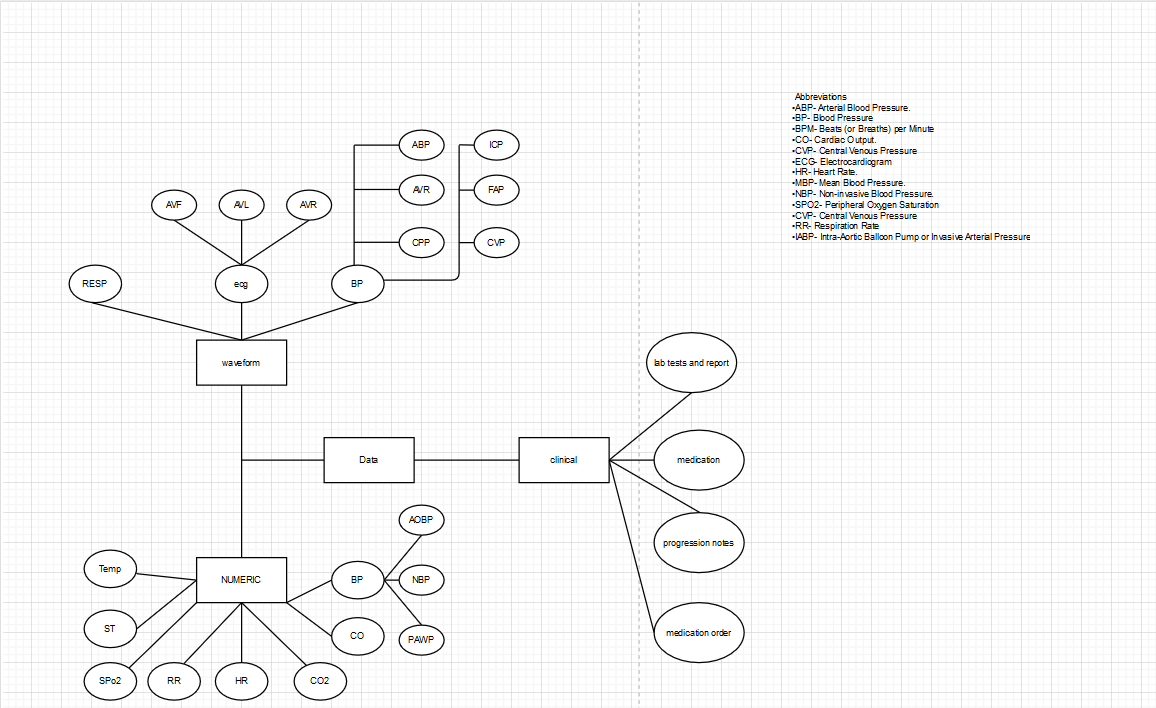 Abbreviations
•ABP- Arterial Blood Pressure.
•BP- Blood Pressure
•BPM- Beats (or Breaths) per Minute
•CO- Cardiac Output.
•CVP- Central Venous Pressure
•ECG- Electrocardiogram
•HR- Heart Rate.
•MBP- Mean Blood Pressure.
•NBP- Non-invasive Blood Pressure.
•SPO2- Peripheral Oxygen Saturation
•CVP- Central Venous Pressure
•RR- Respiration Rate
•IABP- Intra-Aortic Balloon Pump or Invasive Arterial Pressure
ABP
ICP
AVR
FAP
AVF
AVL
AVR
CPP
CVP
RESP
ecg
BP
waveform
lab tests and report
Data
clinical
medication
AOBP
progression notes
Temp
NUMERIC
BP
NBP
ST
CO
PAWP
medication order
SPo2
RR
HR
CO2